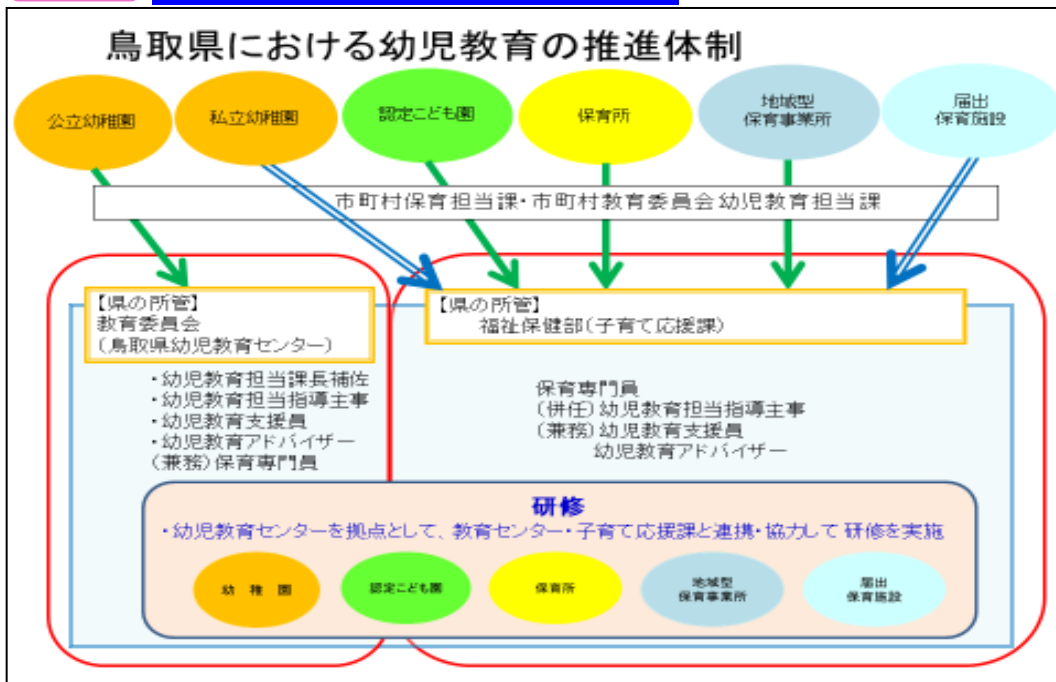 鳥取県における幼児教育の推進体制
公立幼稚園
私立幼稚園
認定こども園
保育所
地域型
保育事業所
届出
保育施設
市町村保育担当課・市町村教育委員会幼児教育担当課
【県の所管】
教育委員会
(鳥取県幼児教育センター)
・幼児教育担当課長補佐
・幼児教育担当指導主事
・幼児教育支援員
・幼児教育アドバイザー
(兼務)保育専門員
【県の所管】
福祉保健部(子育て応援課)
保育専門員
(併任)幼児教育担当指導主事
(兼務)幼児教育支援員
幼児教育アドバイザー
研修
・幼児教育センターを拠点として、教育センター・子育て応援課と連携・協力して 研修を実施
幼 稚 園
認定こども園
保育所
地域型
保育事業所
届出
保育施設